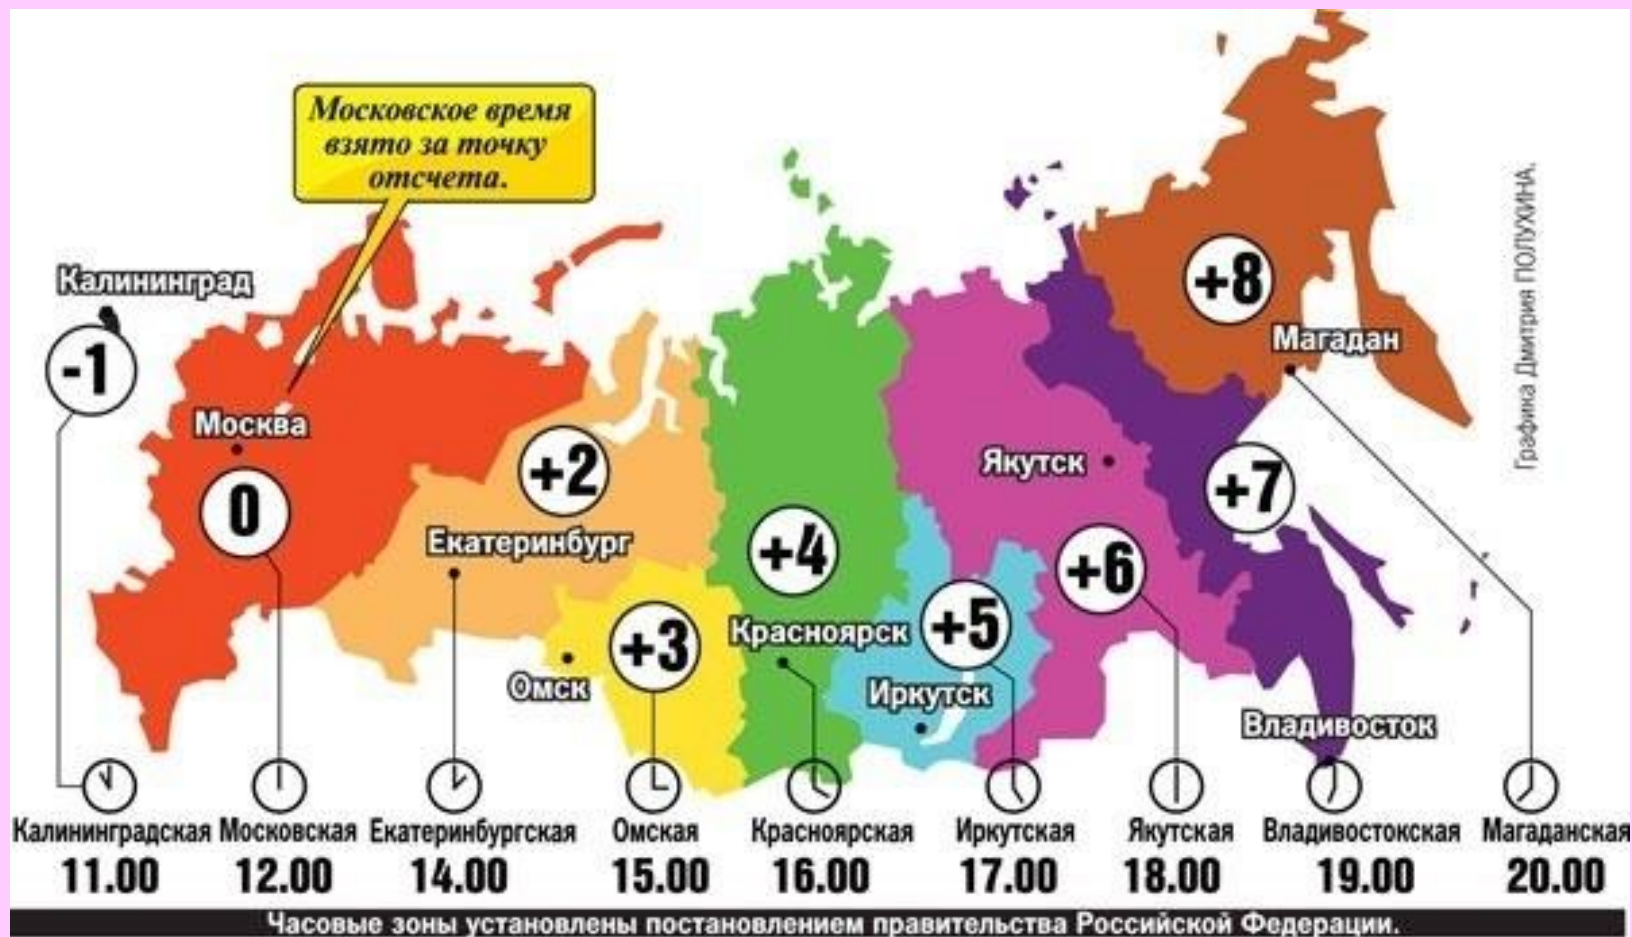 Московское время
взято за точку
отсчета.
Калининград
-1
Москва
0
+2
Екатеринбург
Омск
+3
+4
Красноярск
+5
Иркутск
Якутск
+6
+7
Владивосток
+8
Магадан
Графика Дмитрия ПОЛУХИНА.
Калининградская Московская Екатеринбургская Омская Красноярская Иркутская Якутская Владивостокская Магаданская
11.00 12.00 14.00 15.00 16.00 17.00 18.00 19.00 20.00
Часовые зоны установлены постановлением правительства Российской Федерации.